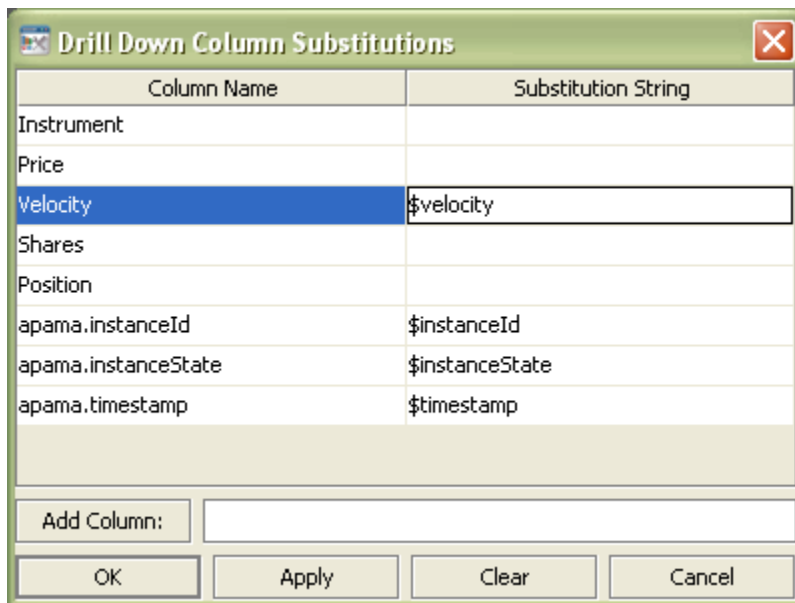 Drill Down Column Substitutions
Column Name Substitution String
Instrument
Price
Velocity $velocity
Shares
Position
apama.instanceId $instanceId
apama.instanceState $instanceState
apama.timestamp $timestamp
Add Column:
OK Apply Clear Cancel